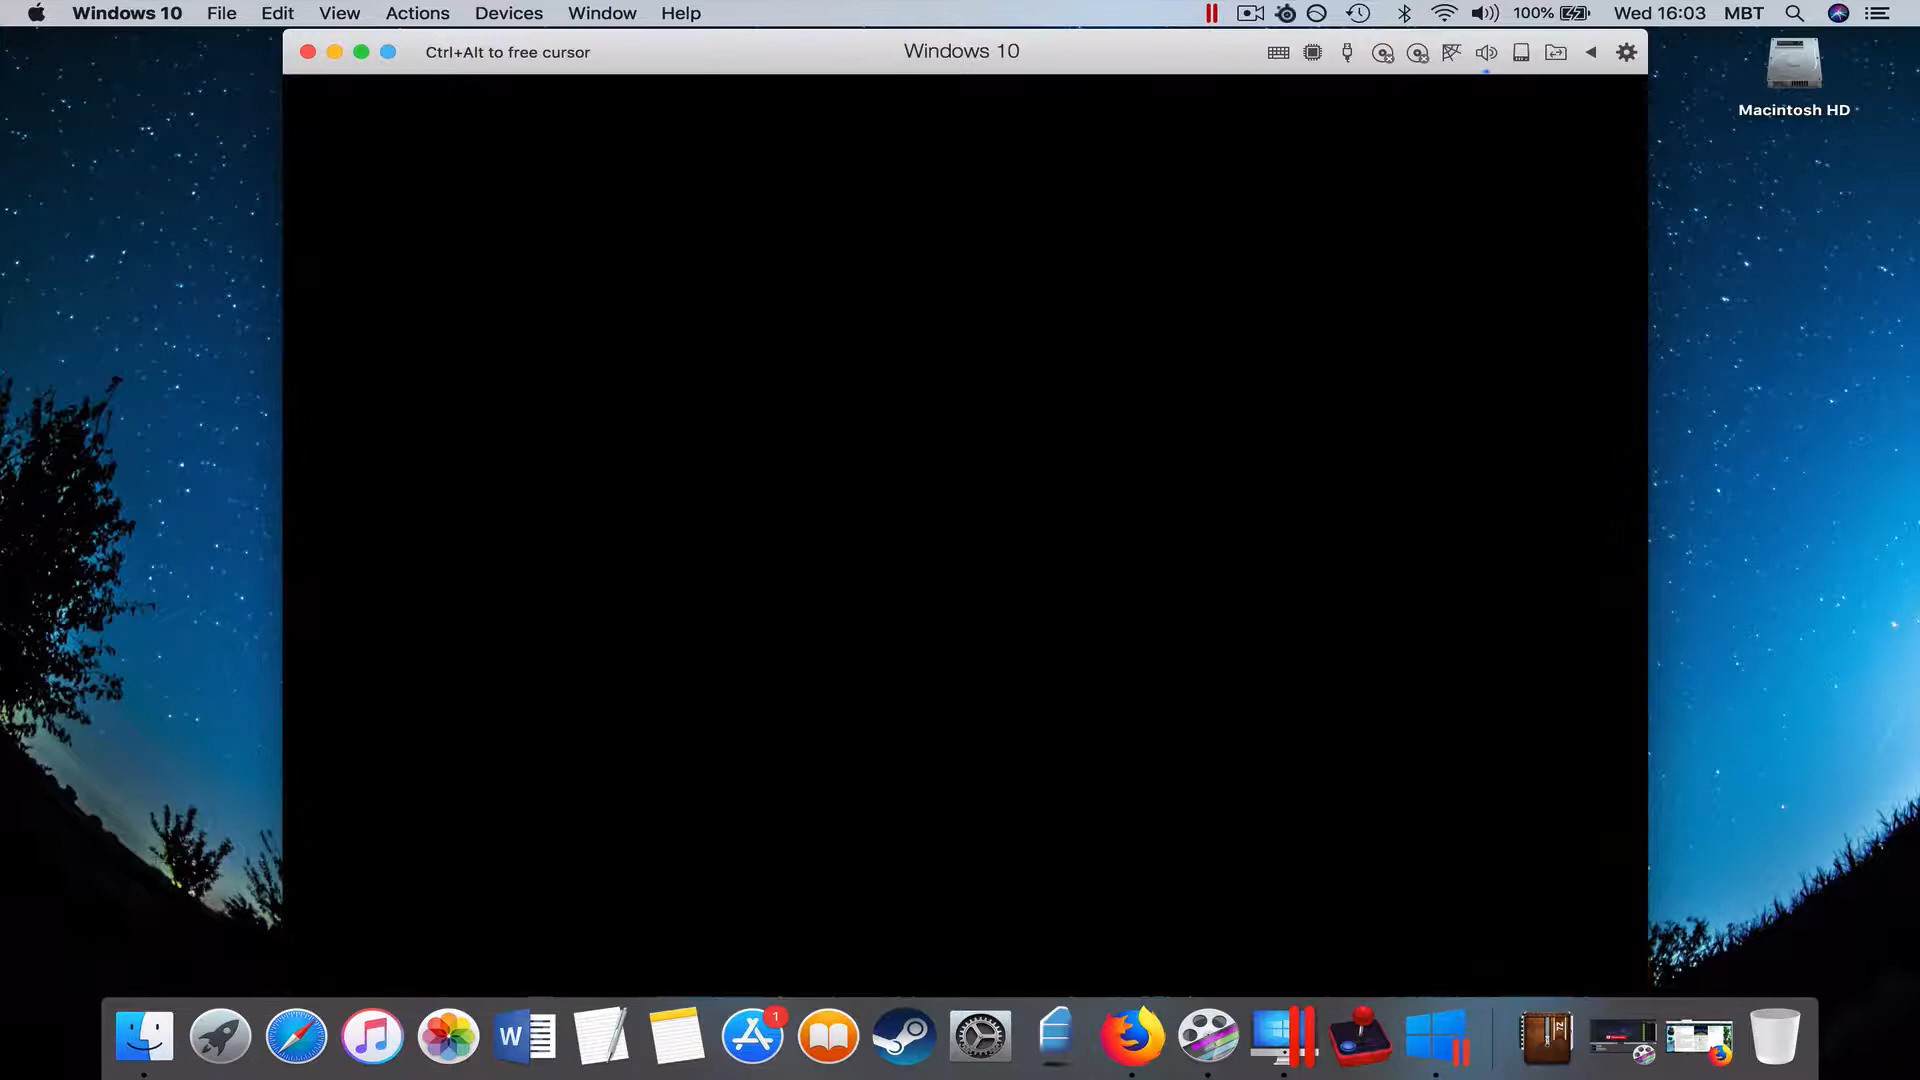 Windows 10 File Edit View Actions Devices Window Help 100% Wed 16:03 MBT
Ctrl+Alt to free cursor Windows 10
Macintosh HD
W
1